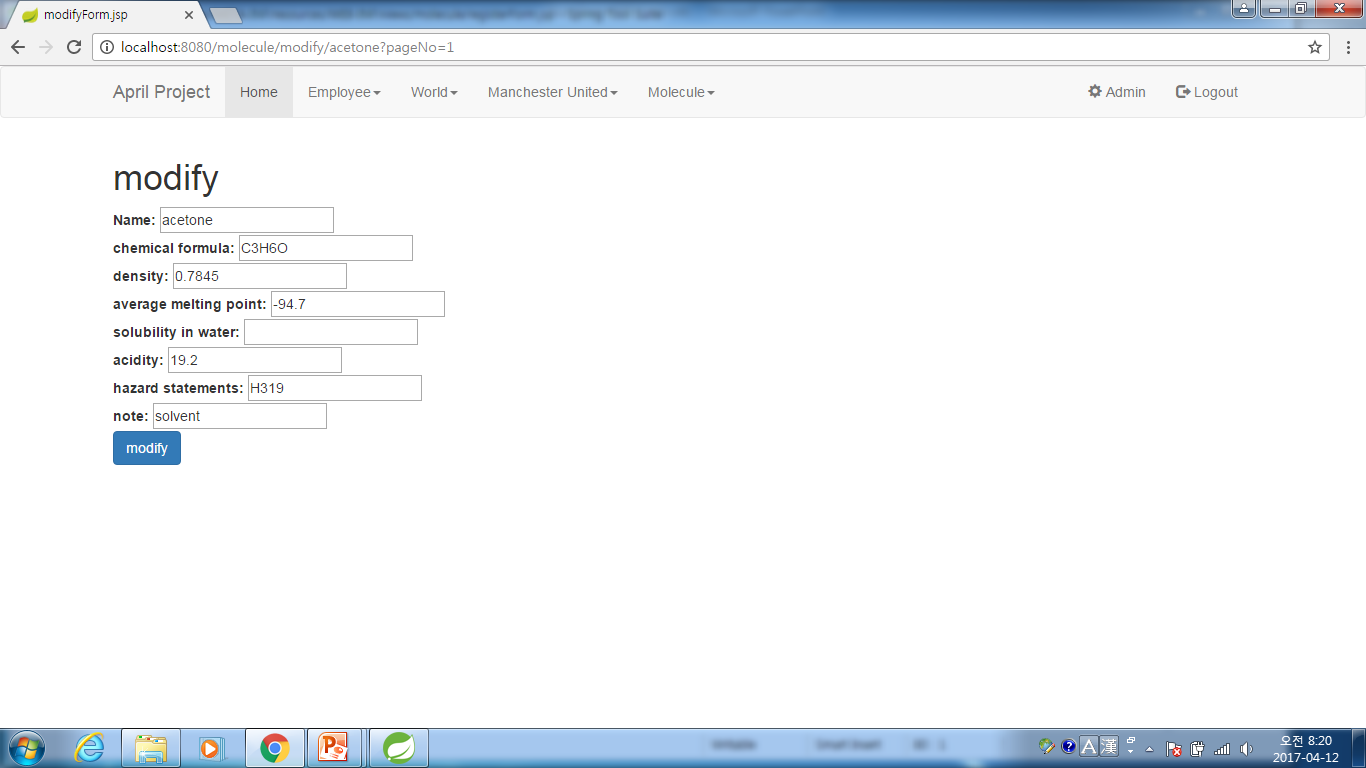 modifyForm.jsp
localhost:8080/molecule/modify/acetone?pageNo=1
April Project Home Employee World Manchester United Molecule Admin Logout
modify
Name: acetone
chemical formula: C3H6O
density: 0.7845
average melting point: -94.7
solubility in water:
acidity: 19.2
hazard statements: H319
note: solvent
modify
A 漢 오전 8:20
2017-04-12